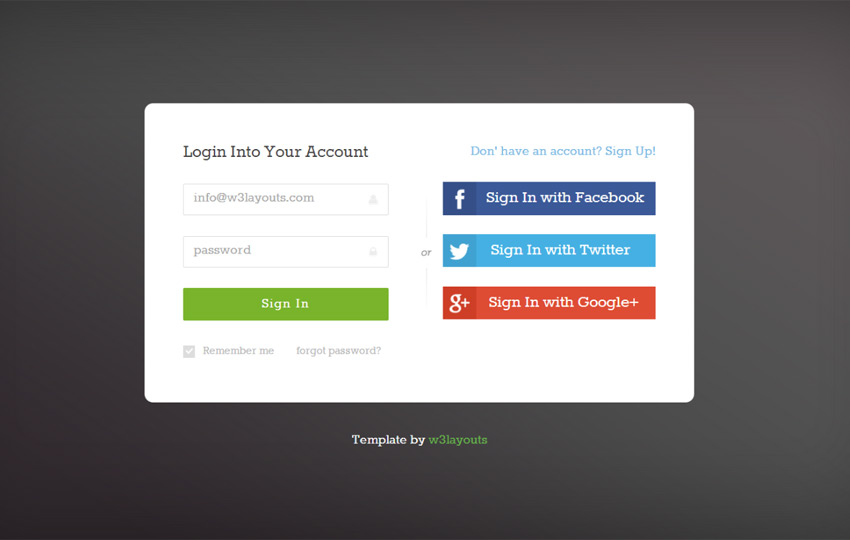 Login Into Your Account
Don' have an account? Sign Up!
info@w3layouts.com
password
Sign In
Remember me
forgot password?
or
f Sign In with Facebook
Sign In with Twitter
g+ Sign In with Google+
Template by w3layouts